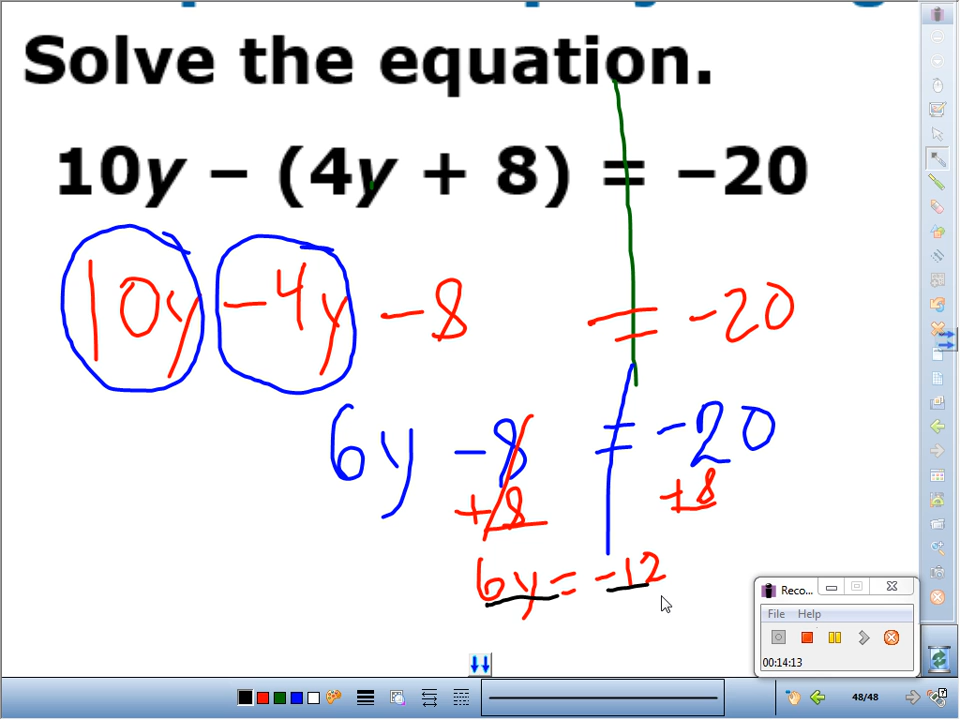 Solve the equation.
10y – (4y + 8) = –20
10y -4y -8 = -20
6y -8 = -20
+8 +8
6y = -12
Reco...
File Help
00:14:13
48/48